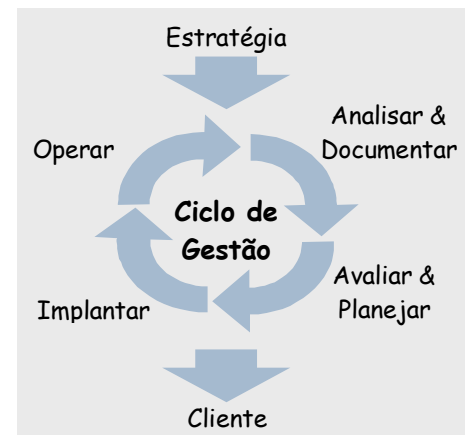 Estratégia
Analisar &
Documentar
Operar
Ciclo de
Gestão
Avaliar &
Planejar
Implantar
Cliente